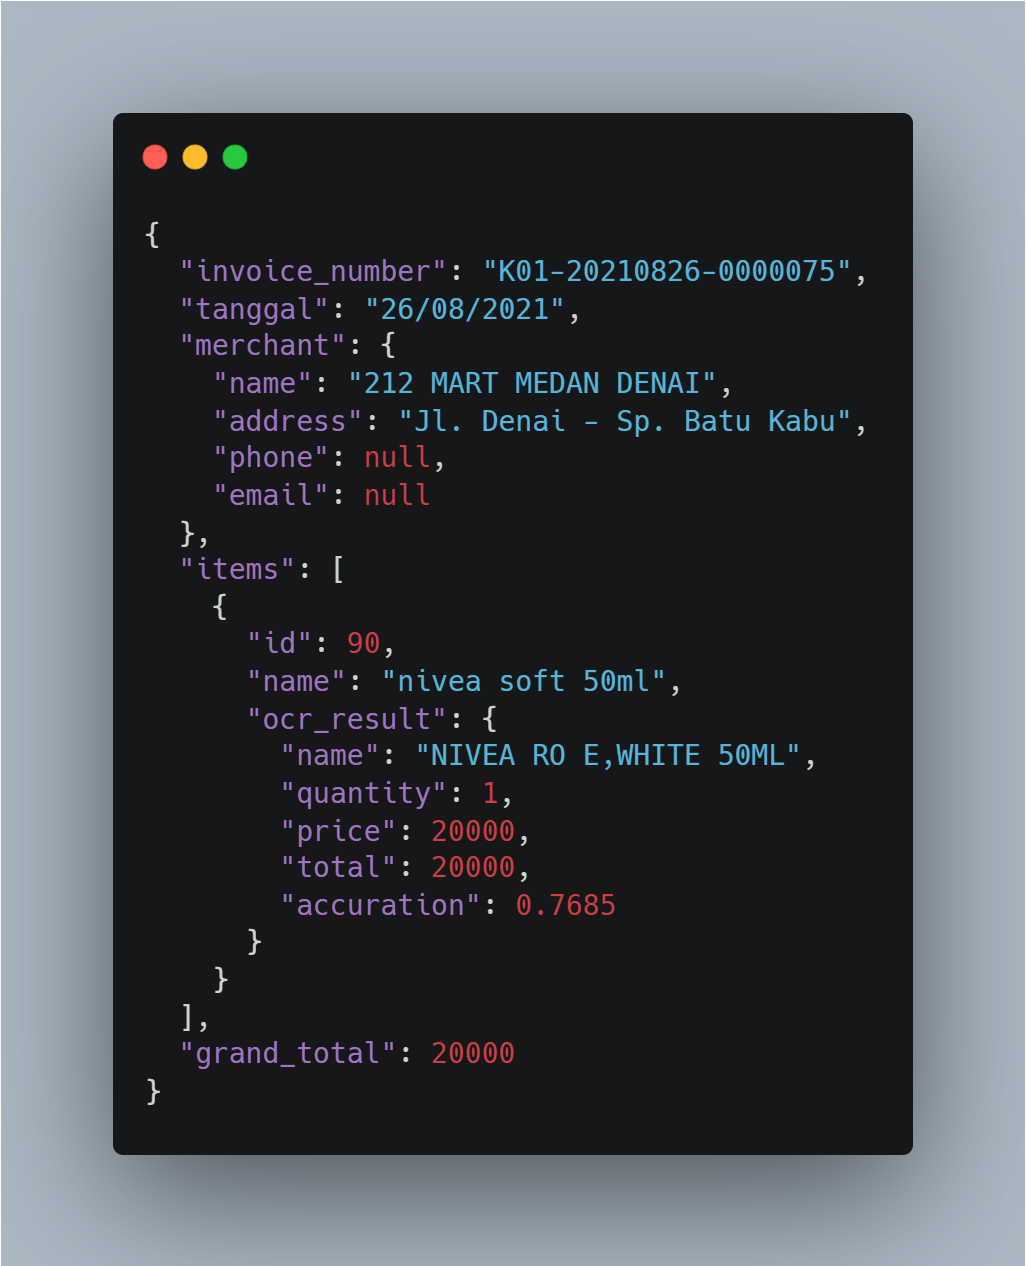 {
  "invoice_number": "K01-20210826-0000075",
  "tanggal": "26/08/2021",
  "merchant": {
    "name": "212 MART MEDAN DENAI",
    "address": "Jl. Denai - Sp. Batu Kabu",
    "phone": null,
    "email": null
  },
  "items": [
    {
      "id": 90,
      "name": "nivea soft 50ml",
      "ocr_result": {
        "name": "NIVEA RO E,WHITE 50ML",
        "quantity": 1,
        "price": 20000,
        "total": 20000,
        "accuration": 0.7685
      }
    }
  ],
  "grand_total": 20000
}